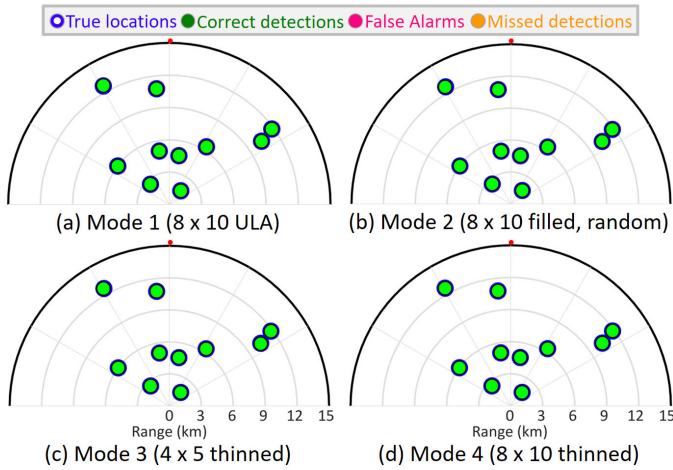 True locations Correct detections False Alarms Missed detections
(a) Mode 1 (8 x 10 ULA)
(b) Mode 2 (8 x 10 filled, random)
0 3 6 9 12 15
Range (km)
0 3 6 9 12 15
Range (km)
(c) Mode 3 (4 x 5 thinned)
(d) Mode 4 (8 x 10 thinned)